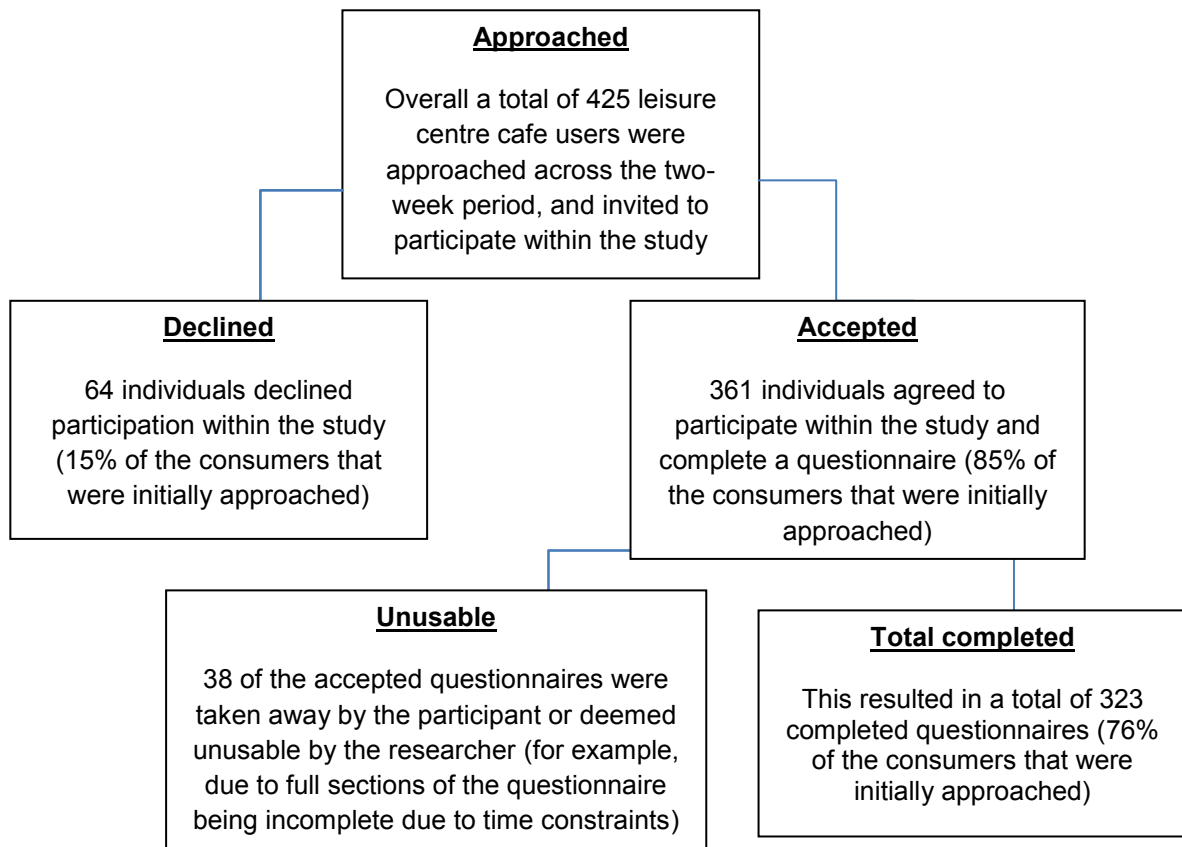 Approached
Overall a total of 425 leisure
centre cafe users were
approached across the two-
week period, and invited to
participate within the study
Declined
64 individuals declined
participation within the study
(15% of the consumers that
were initially approached)
Accepted
361 individuals agreed to
participate within the study and
complete a questionnaire (85% of
the consumers that were initially
approached)
Unusable
38 of the accepted questionnaires were
taken away by the participant or deemed
unusable by the researcher (for example,
due to full sections of the questionnaire
being incomplete due to time constraints)
Total completed
This resulted in a total of 323
completed questionnaires (76%
of the consumers that were
initially approached)